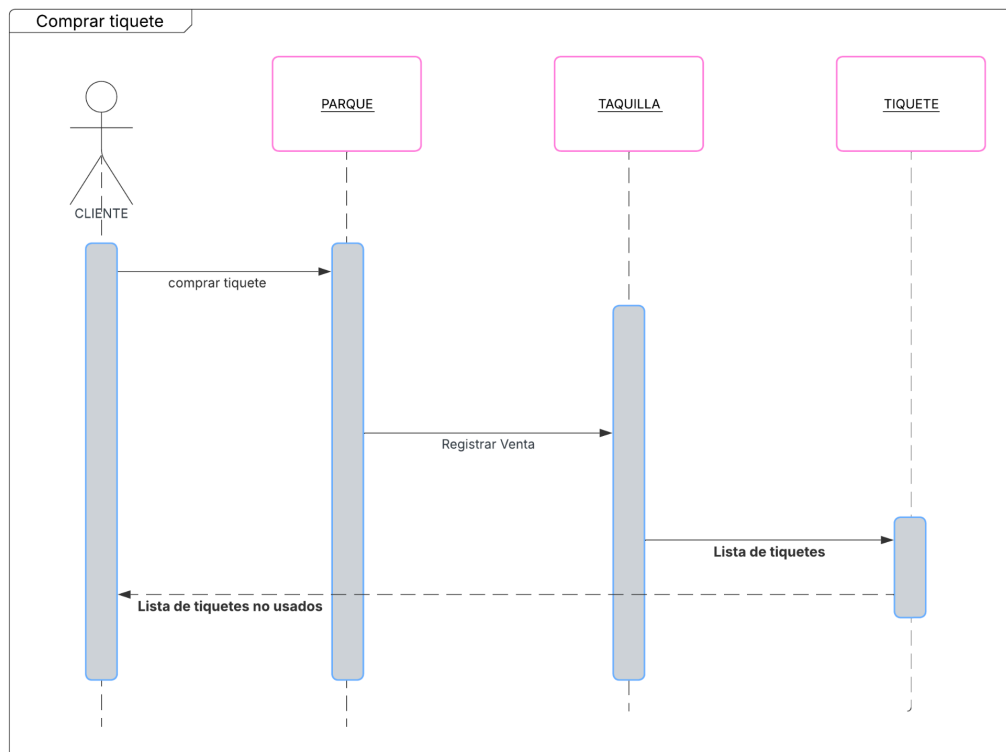 Comprar tiquete
PARQUE
TAQUILLA
TIQUETE
CLIENTE
comprar tiquete
Registrar Venta
Lista de tiquetes
Lista de tiquetes no usados